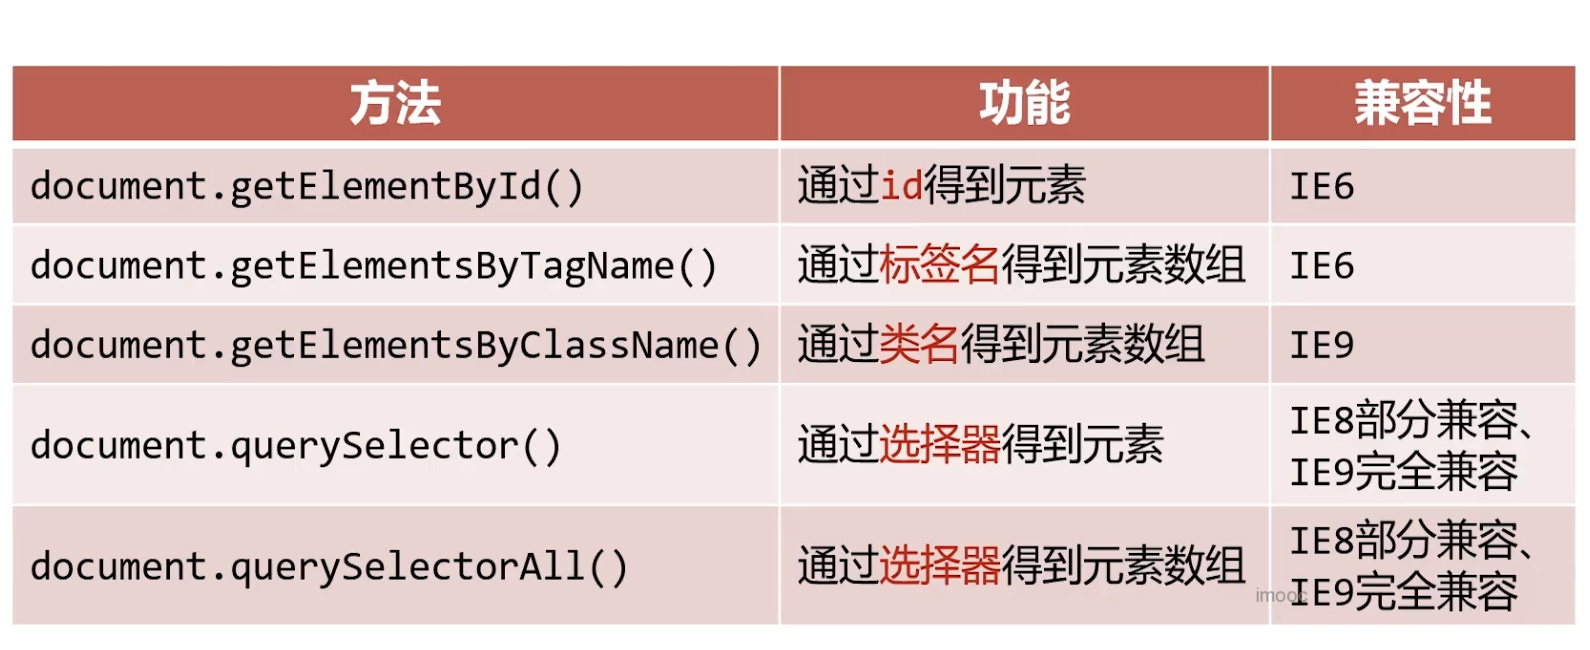 方法 功能 兼容性
document.getElementById() 通过id得到元素 IE6
document.getElementsByTagName() 通过标签名得到元素数组 IE6
document.getElementsByClassName() 通过类名得到元素数组 IE9
document.querySelector() 通过选择器得到元素 IE8部分兼容、
IE9完全兼容
document.querySelectorAll() 通过选择器得到元素数组 IE8部分兼容、
IE9完全兼容
imooc